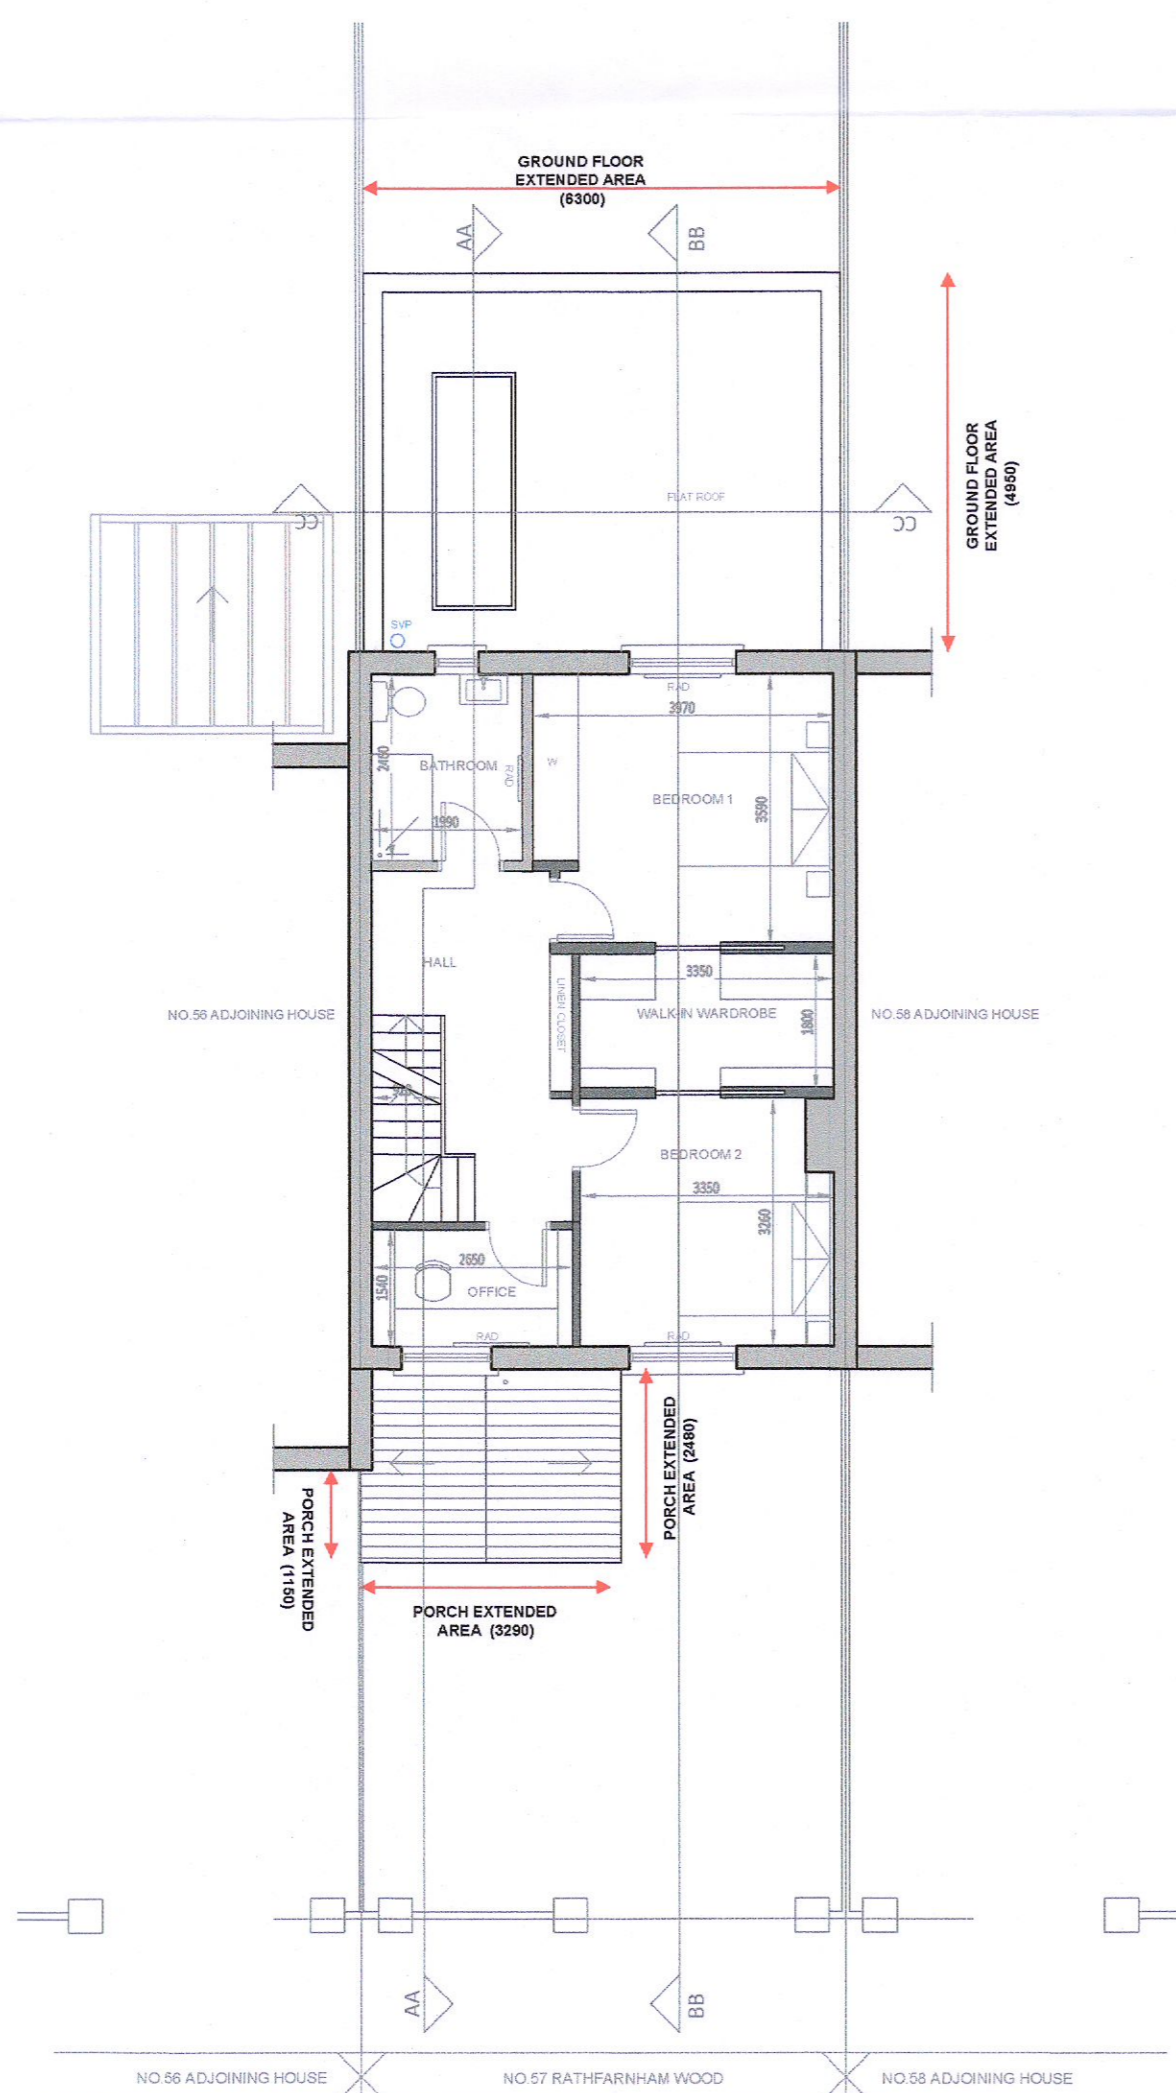 GROUND FLOOR
EXTENDED AREA
(6300)
AA
BB
GROUND FLOOR
EXTENDED AREA
(4950)
FLAT ROOF
CC
CC
SVP
RAD
3970
2460
BATHROOM
RAD
W
BEDROOM 1
3590
1990
HALL
LINEN CLOSET
3350
WALK-IN WARDROBE
1800
NO.56 ADJOINING HOUSE
NO.58 ADJOINING HOUSE
BEDROOM 2
3350
3260
2650
1540
OFFICE
RAD
RAD
PORCH EXTENDED
AREA (2480)
PORCH EXTENDED
AREA (1150)
PORCH EXTENDED
AREA (3290)
AA
BB
NO.56 ADJOINING HOUSE
NO.57 RATHFARNHAM WOOD
NO.58 ADJOINING HOUSE